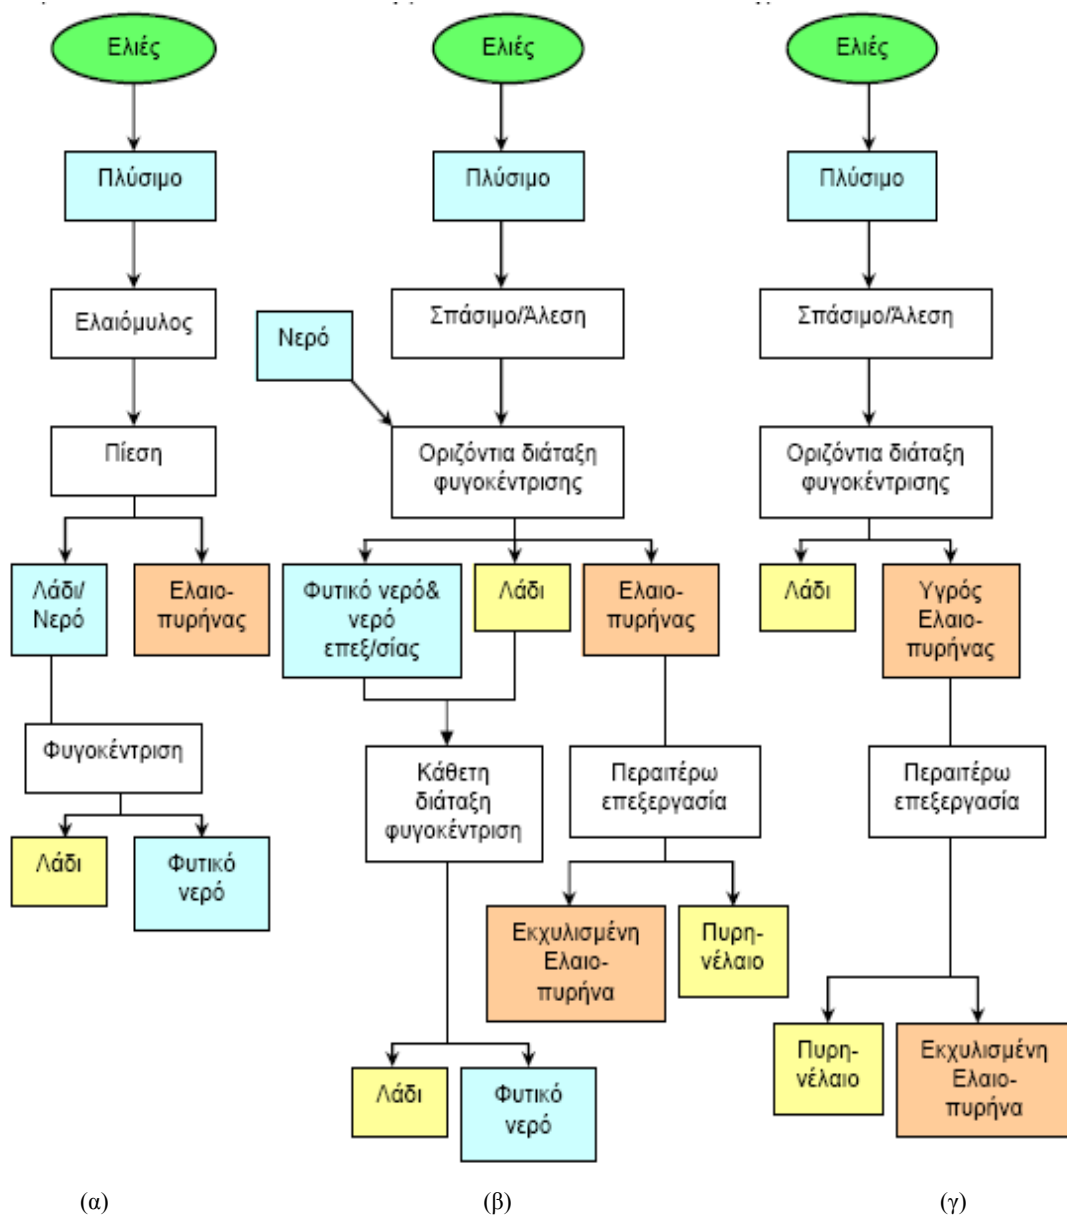 Ελιές
Πλύσιμο
Ελαιόμυλος
Πίεση
Λάδι/
Νερό
Ελαιο-
πυρήνας
Φυγοκέντριση
Λάδι
Φυτικό
νερό
(α)
Ελιές
Πλύσιμο
Σπάσιμο/Άλεση
Νερό
Οριζόντια διάταξη
φυγοκέντρισης
Φυτικό νερό&
νερό
επεξ/σίας
Λάδι
Ελαιο-
πυρήνας
Κάθετη
διάταξη
φυγοκέντριση
Περαιτέρω
επεξεργασία
Εκχυλισμένη
Ελαιο-
πυρήνα
Πυρη-
νέλαιο
Λάδι
Φυτικό
νερό
(β)
Ελιές
Πλύσιμο
Σπάσιμο/Άλεση
Οριζόντια διάταξη
φυγοκέντρισης
Λάδι
Υγρός
Ελαιο-
πυρήνας
Περαιτέρω
επεξεργασία
Πυρη-
νέλαιο
Εκχυλισμένη
Ελαιο-
πυρήνα
(γ)